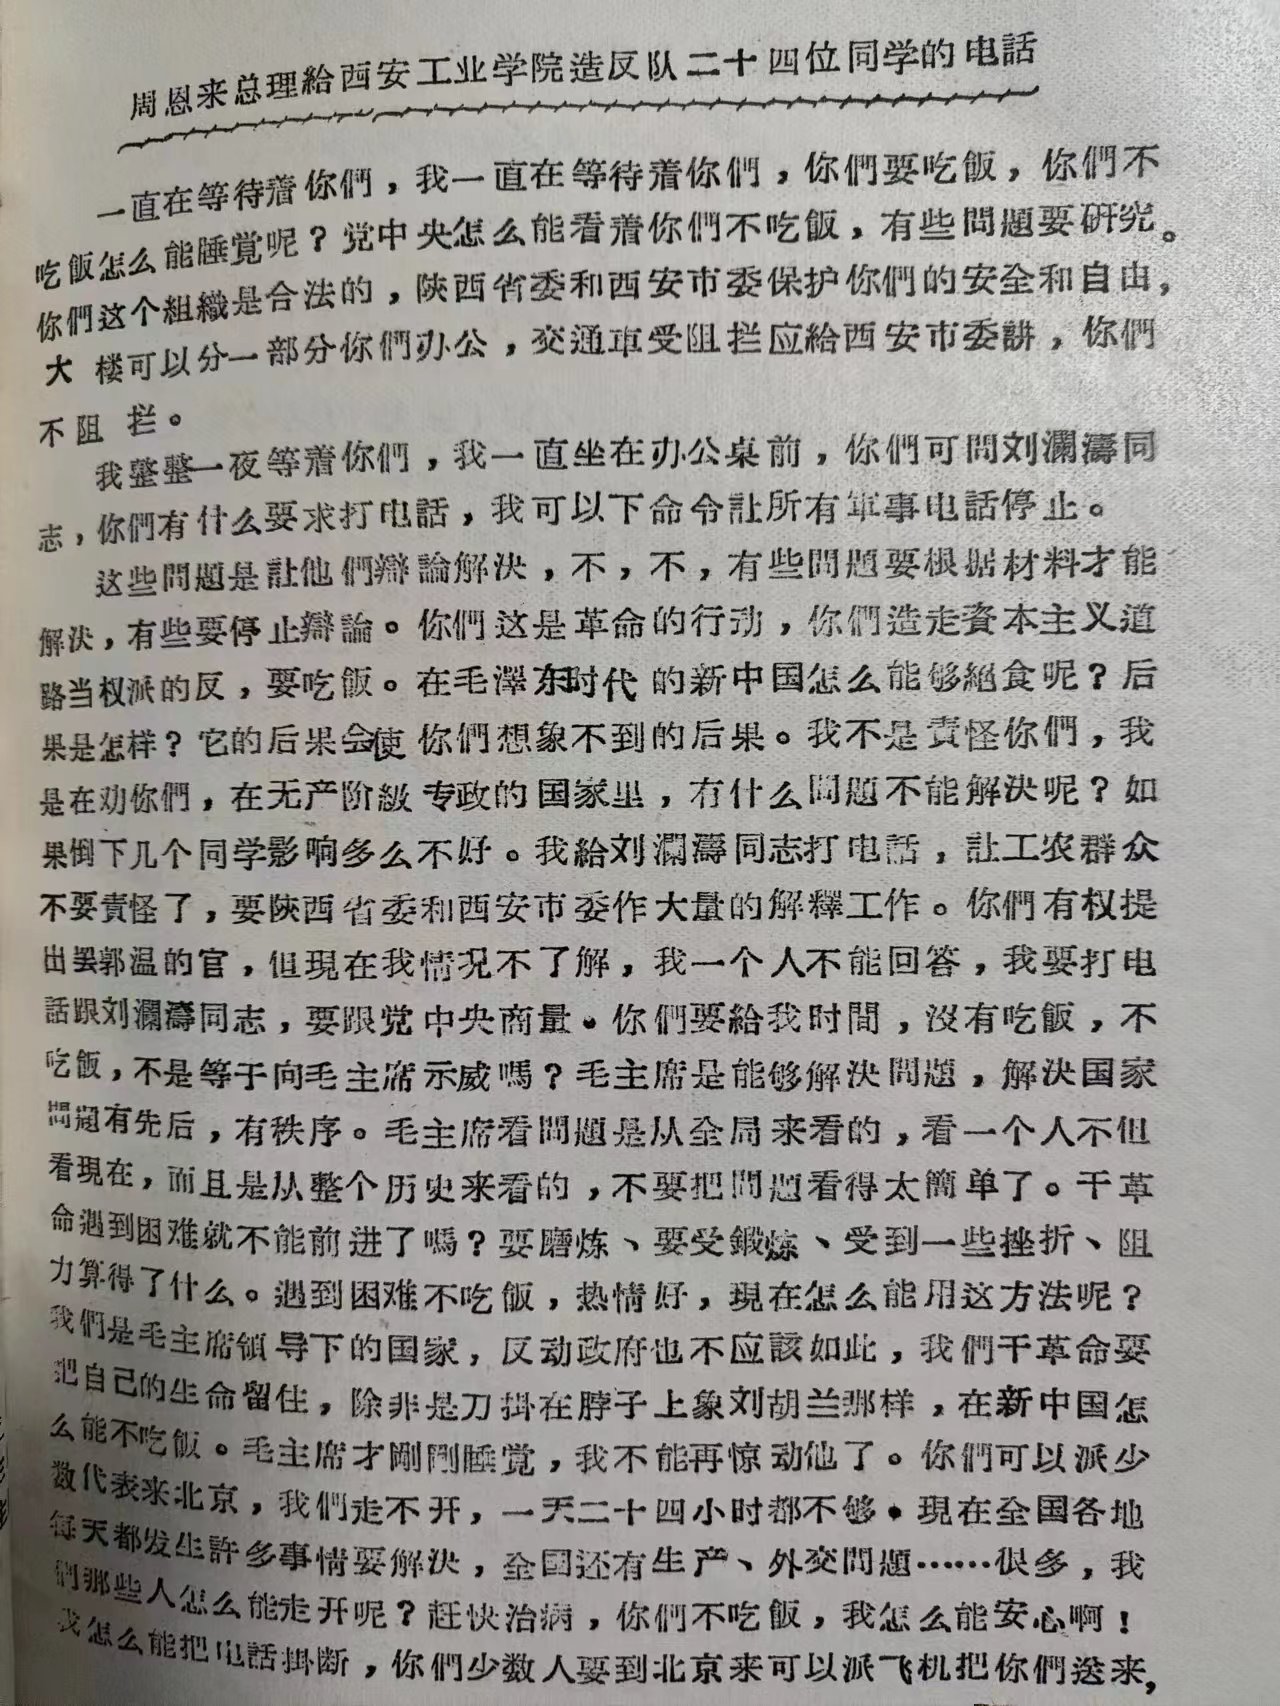 周恩来总理給西安工业学院造反队二十四位同学的电話
一直在等待着你們，我一直在等待着你們，你們要吃飯，你們不
吃飯怎么能睡覚呢？党中央怎么能看着你們不吃飯，有些問題要研究。
你們这个組織是合法的，陝西省委和西安市委保护你們的安全和自由，
大楼可以分一部分你們办公，交通車受阻拦应給西安市委講，你們
不阻拦。
我整整一夜等着你們，我一直坐在办公桌前，你們可問刘瀾濤同
志，你們有什么要求打电話，我可以下命令訨所有軍事电話停止。
这些問題是訨他們辯論解决，不，不，有些問題要根据材料才能
解决，有些要停止辯論。你們这是革命的行动，你們造走資本主义道
路当权派的反，要吃飯。在毛澤东时代的新中国怎么能够絕食呢？后
果是怎样？它的后果会使你們想象不到的后果。我不是責怪你們，我
是在劝你們，在无产阶級专政的国家里，有什么問題不能解决呢？如
果倒下几个同学影响多么不好。我給刘瀾濤同志打电話，訨工农群众
不要責怪了，要陝西省委和西安市委作大量的解釋工作。你們有权提
出罢郭温的官，但現在我情况不了解，我一个人不能回答，我要打电
話跟刘瀾濤同志，要跟党中央商量。你們要給我时間，沒有吃飯，不
吃飯，不是等于向毛主席示威嗎？毛主席是能够解决問題，解决国家
問題有先后，有秩序。毛主席看問題是从全局来看的，看一个人不但
看現在，而且是从整个历史来看的，不要把問題看得太簡单了。干革
命遇到困难就不能前进了嗎？要磨炼、要受鍛炼、受到一些挫折、阻
力算得了什么。遇到困难不吃飯，热情好，現在怎么能用这方法呢？
我們是毛主席領导下的国家，反动政府也不应該如此，我們干革命要
把自己的生命留住，除非是刀掛在脖子上象刘胡兰那样，在新中国怎
么能不吃飯。毛主席才剛剛睡覚，我不能再惊动他了。你們可以派少
数代表来北京，我們走不开，一天二十四小时都不够。現在全国各地
每天都发生許多事情要解决，全国还有生产、外交問題……很多，我
們那些人怎么能走开呢？赶快治病，你們不吃飯，我怎么能安心啊！
我怎么能把电話掛断，你們少数人要到北京来可以派飞机把你們送来，